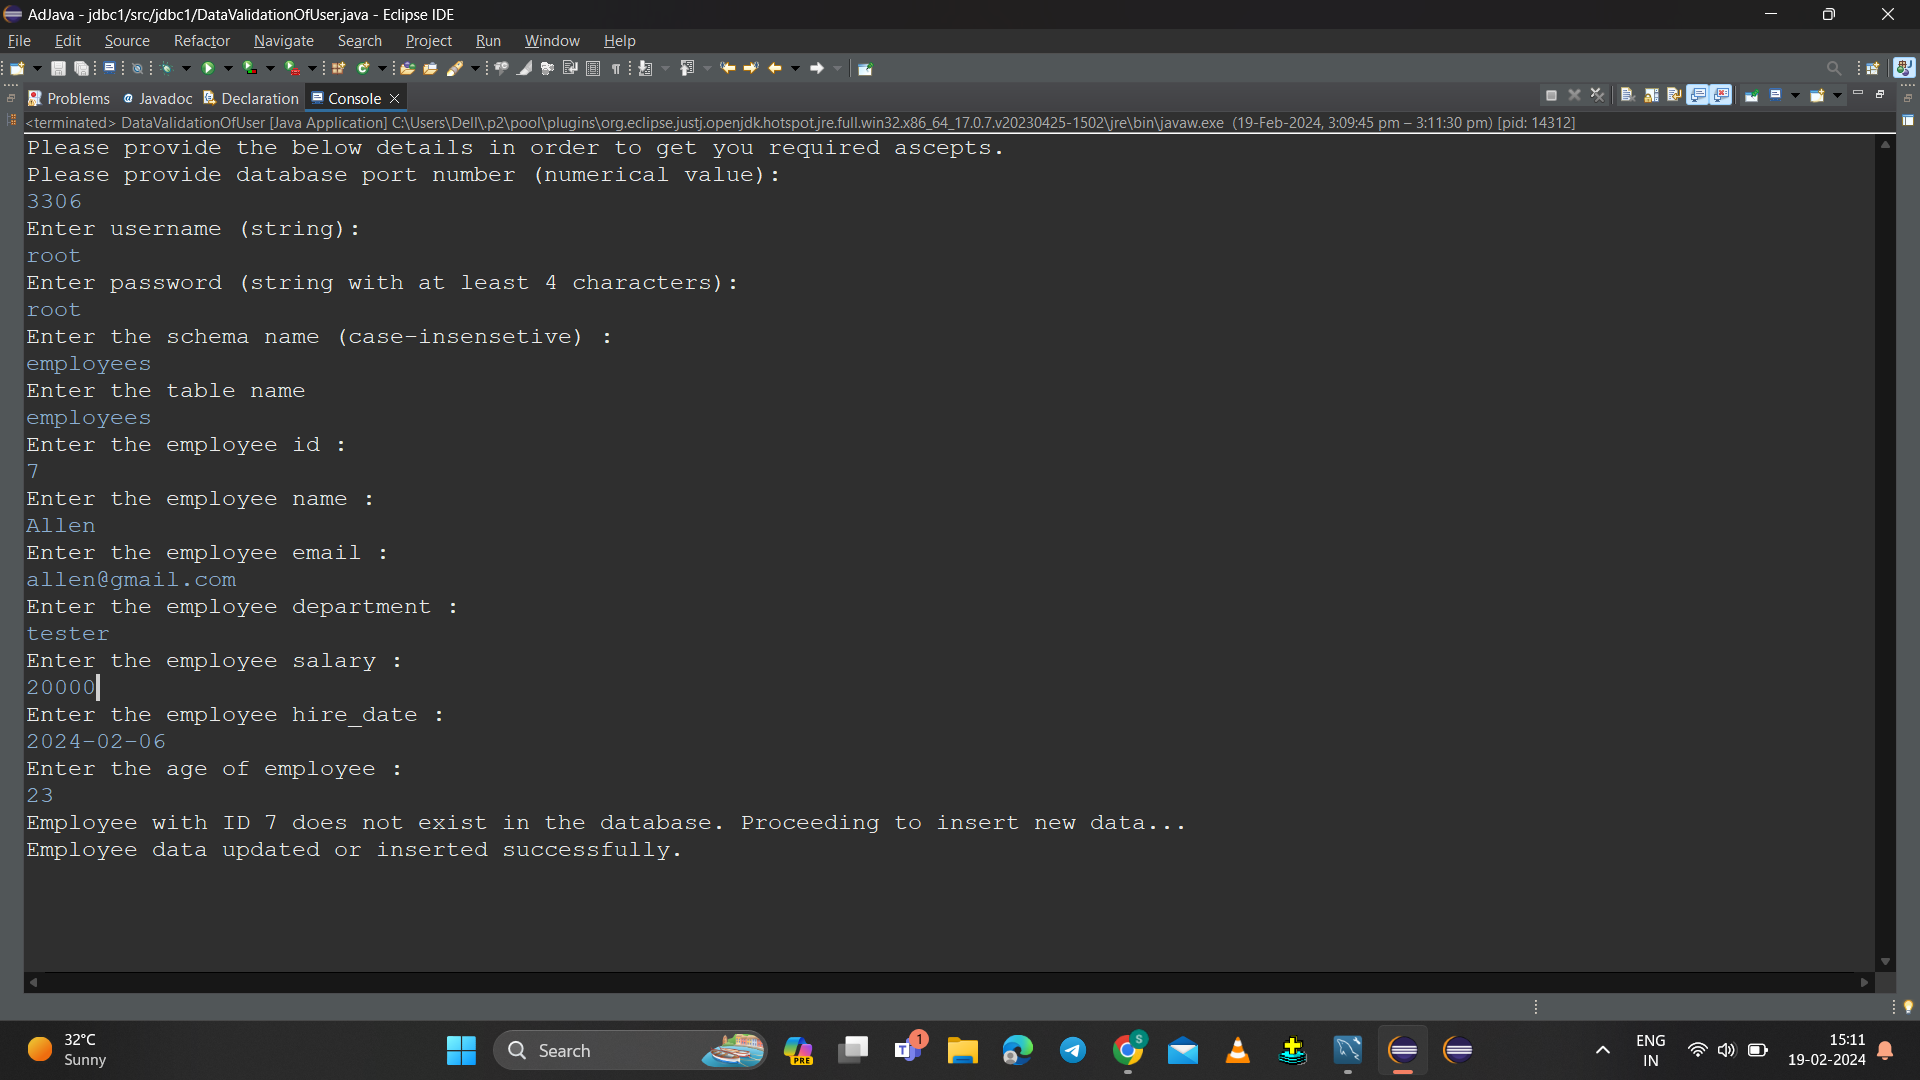 AdJava - jdbc1/src/jdbc1/DataValidationOfUser.java - Eclipse IDE
File Edit Source Refactor Navigate Search Project Run Window Help
Problems Javadoc Declaration Console
<terminated> DataValidationOfUser [Java Application] C:\Users\Dell\.p2\pool\plugins\org.eclipse.justj.openjdk.hotspot.jre.full.win32.x86_64_17.0.7.v20230425-1502\jre\bin\javaw.exe (19-Feb-2024, 3:09:45 pm – 3:11:30 pm) [pid: 14312]
Please provide the below details in order to get you required ascepts.
Please provide database port number (numerical value):
3306
Enter username (string):
root
Enter password (string with at least 4 characters):
root
Enter the schema name (case-insensetive) :
employees
Enter the table name
employees
Enter the employee id :
7
Enter the employee name :
Allen
Enter the employee email :
allen@gmail.com
Enter the employee department :
tester
Enter the employee salary :
20000
Enter the employee hire_date :
2024-02-06
Enter the age of employee :
23
Employee with ID 7 does not exist in the database. Proceeding to insert new data...
Employee data updated or inserted successfully.
32°C
Sunny
Search
PRE
1
S
ENG
IN
15:11
19-02-2024